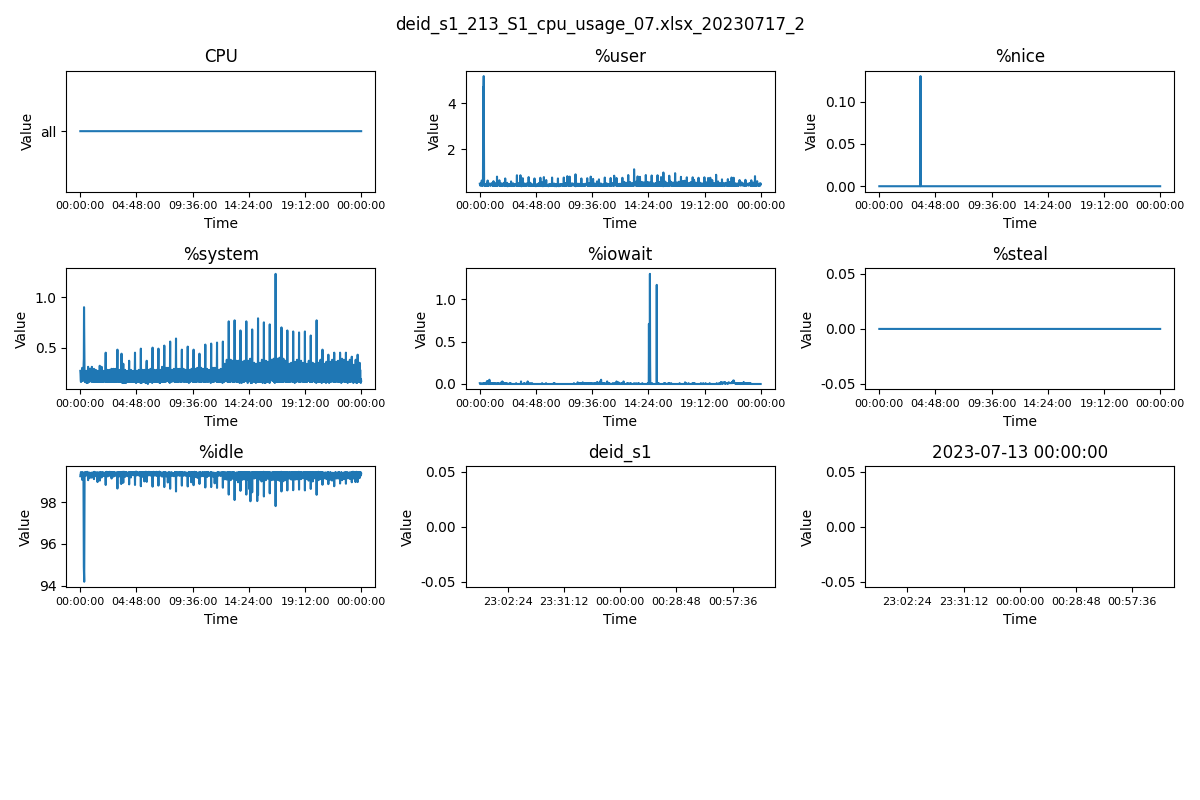 deid_s1_213_S1_cpu_usage_07.xlsx_20230717_2
CPU
Value
all
00:00:00 04:48:00 09:36:00 14:24:00 19:12:00 00:00:00
Time
%user
Value
4
2
00:00:00 04:48:00 09:36:00 14:24:00 19:12:00 00:00:00
Time
%nice
Value
0.10
0.05
0.00
00:00:00 04:48:00 09:36:00 14:24:00 19:12:00 00:00:00
Time
%system
Value
1.0
0.5
00:00:00 04:48:00 09:36:00 14:24:00 19:12:00 00:00:00
Time
%iowait
Value
1.0
0.5
0.0
00:00:00 04:48:00 09:36:00 14:24:00 19:12:00 00:00:00
Time
%steal
Value
0.05
0.00
-0.05
00:00:00 04:48:00 09:36:00 14:24:00 19:12:00 00:00:00
Time
%idle
Value
98
96
94
00:00:00 04:48:00 09:36:00 14:24:00 19:12:00 00:00:00
Time
deid_s1
Value
0.05
0.00
-0.05
23:02:24 23:31:12 00:00:00 00:28:48 00:57:36
Time
2023-07-13 00:00:00
Value
0.05
0.00
-0.05
23:02:24 23:31:12 00:00:00 00:28:48 00:57:36
Time